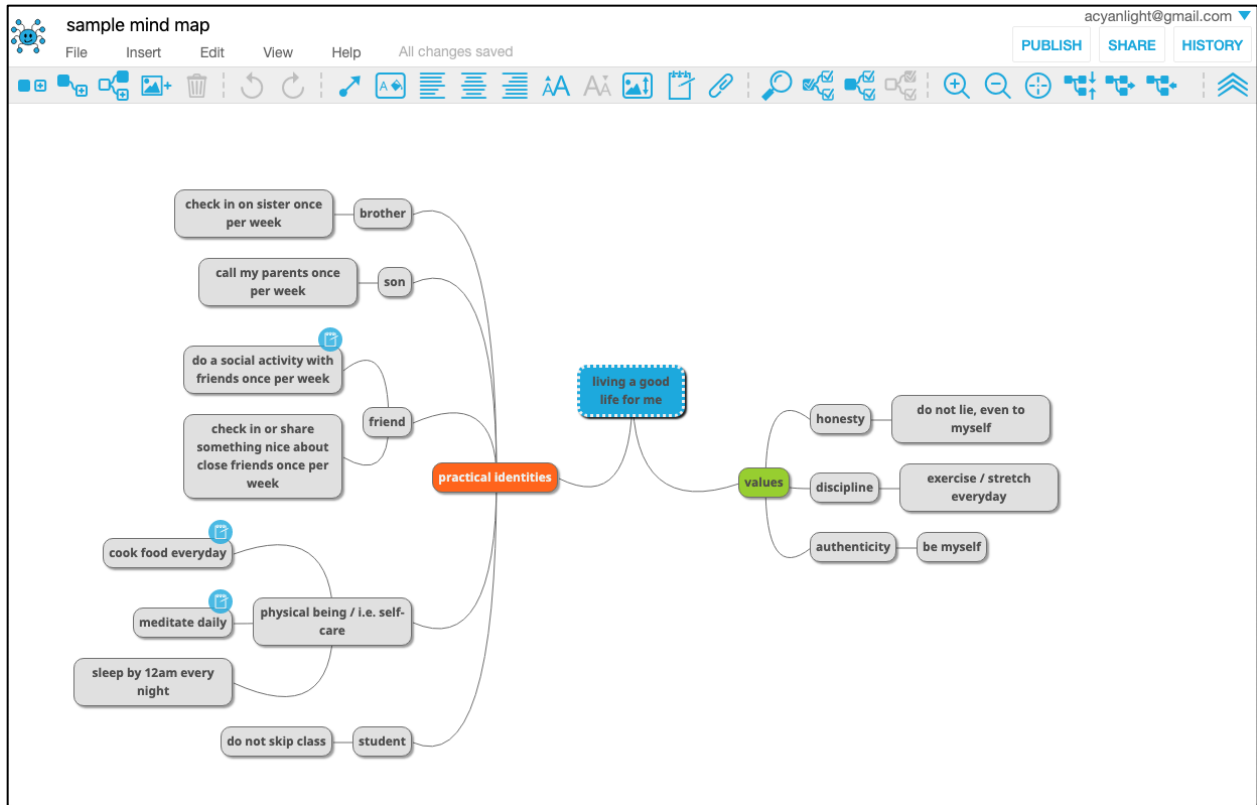 sample mind map
acyanlight@gmail.com
File Insert Edit View Help All changes saved
PUBLISH SHARE HISTORY
check in on sister once
per week
brother
call my parents once
per week
son
do a social activity with
friends once per week
check in or share
something nice about
close friends once per
week
friend
cook food everyday
meditate daily
sleep by 12am every
night
physical being / i.e. self-
care
do not skip class
student
practical identities
living a good
life for me
values
honesty
do not lie, even to
myself
discipline
exercise / stretch
everyday
authenticity
be myself